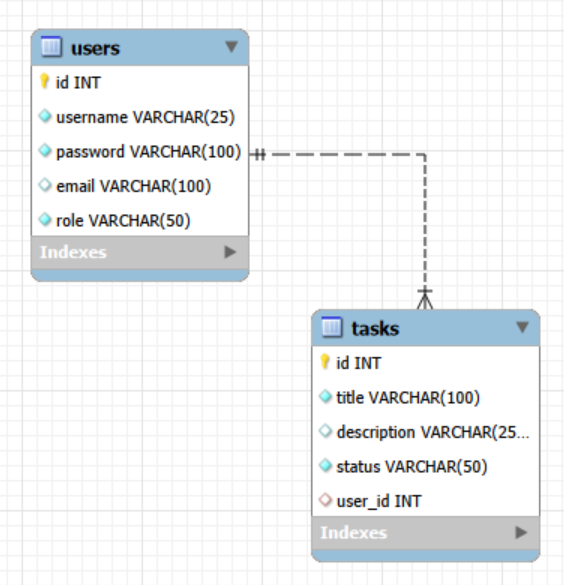 users
id INT
username VARCHAR(25)
password VARCHAR(100)
email VARCHAR(100)
role VARCHAR(50)
Indexes
tasks
id INT
title VARCHAR(100)
description VARCHAR(25...
status VARCHAR(50)
user_id INT
Indexes